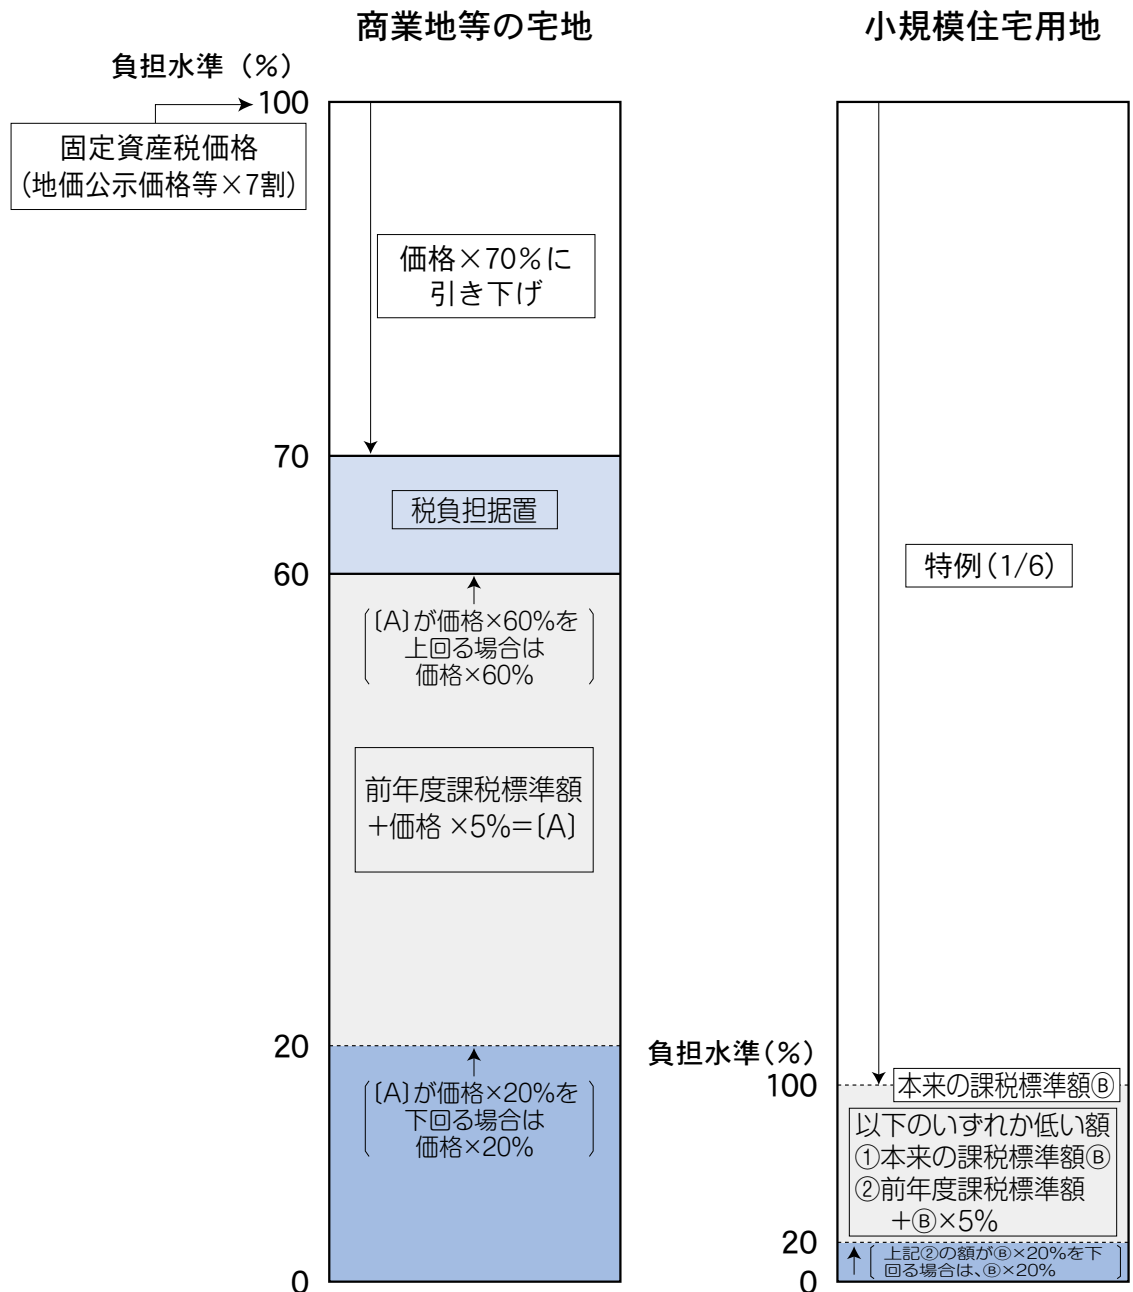 商業地等の宅地
負担水準（％）
100
固定資産税価格
（地価公示価格等×7割）
価格×70％に
引き下げ
70
税負担据置
60
〔A〕が価格×60%を
上回る場合は
価格×60%
前年度課税標準額
＋価格×5%＝〔A〕
20
〔A〕が価格×20%を
下回る場合は
価格×20%
0
小規模住宅用地
特例（1/6）
負担水準（％）
100
本来の課税標準額Ⓑ
以下のいずれか低い額
①本来の課税標準額Ⓑ
②前年度課税標準額
＋Ⓑ×5%
20
上記②の額がⒷ×20%を下
回る場合は、Ⓑ×20%
0